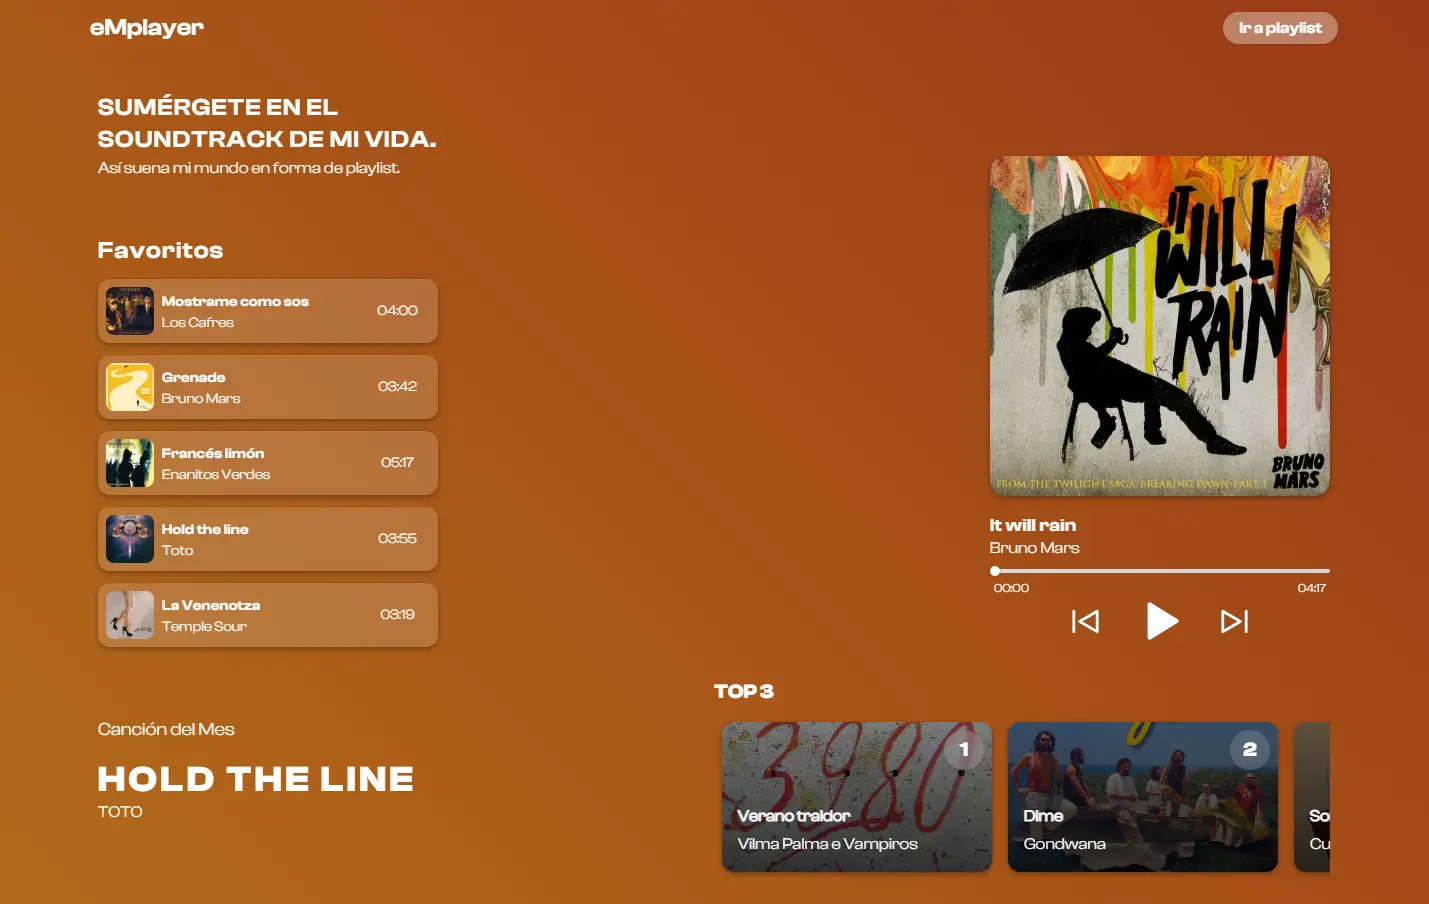 eMplayer
Ir a playlist
SUMÉRGETE EN EL
SOUNDTRACK DE MI VIDA.
Así suena mi mundo en forma de playlist.
Favoritos
Mostrame como sos
Los Cafres
04:00
Grenade
Bruno Mars
03:42
Francés limón
Enanitos Verdes
05:17
Hold the line
Toto
03:55
La Venenotza
Temple Sour
03:19
IT
WILL
RAIN
BRUNO
MARS
FROM THE TWILIGHT SAGA: BREAKING DAWN-PART 1
It will rain
Bruno Mars
00:00
04:17
Canción del Mes
HOLD THE LINE
TOTO
TOP 3
3980
1
Verano traidor
Vilma Palma e Vampiros
2
Dime
Gondwana
So
Cu